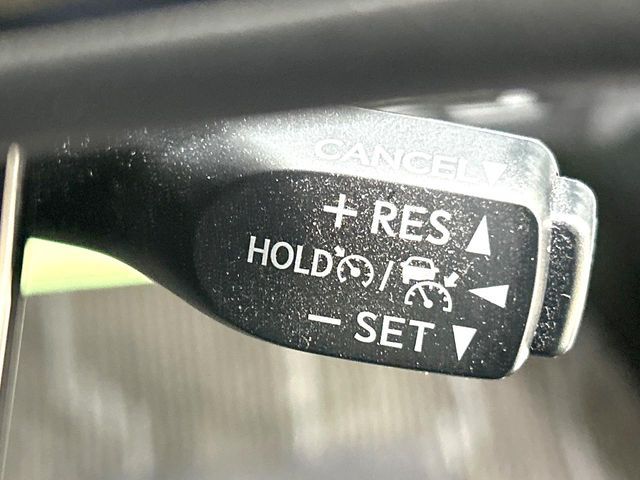 CANCEL▼
+ RES ▲
HOLD / ◀
− SET ▼